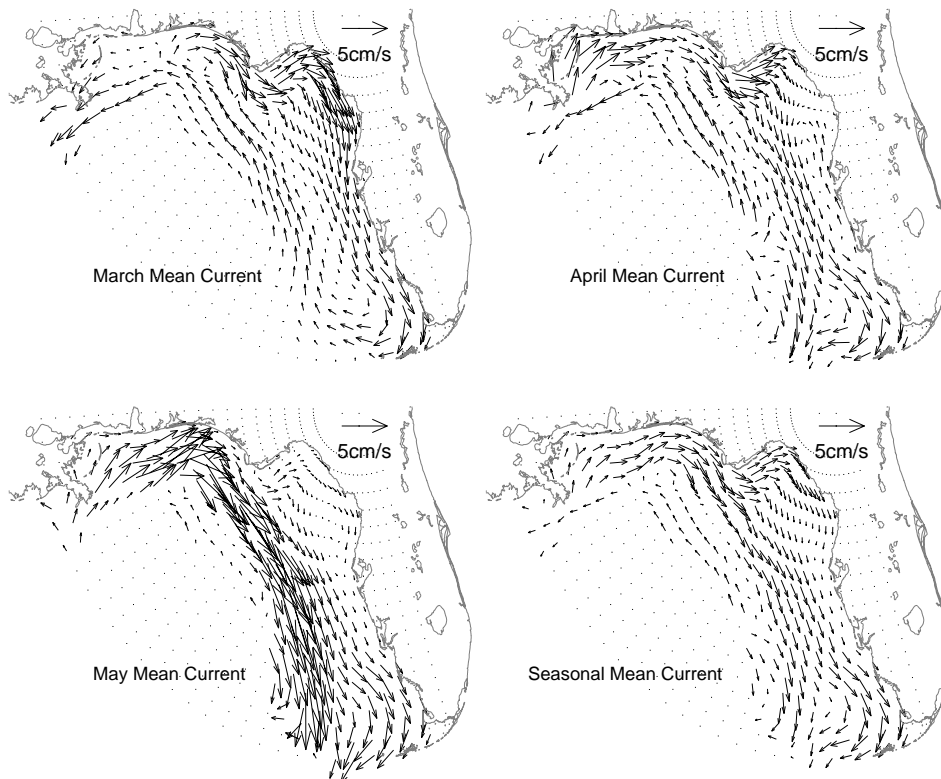 5cm/s
March Mean Current
5cm/s
April Mean Current
5cm/s
May Mean Current
5cm/s
Seasonal Mean Current